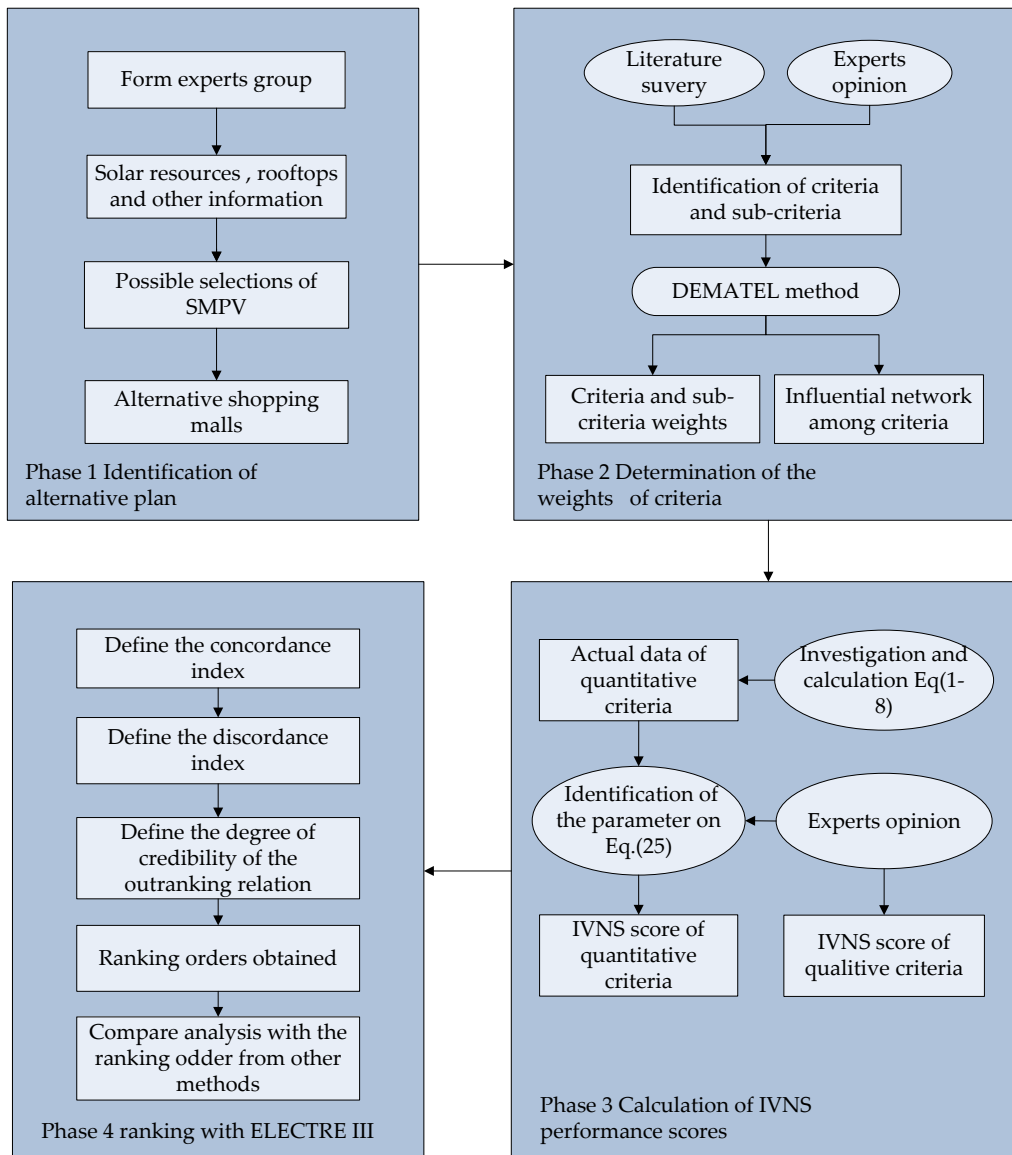 Form experts group
Solar resources , rooftops
and other information
Possible selections of
SMPV
Alternative shopping
malls
Phase 1 Identification of
alternative plan
Literature
suvery
Experts
opinion
Identification of criteria
and sub-criteria
DEMATEL method
Criteria and sub-
criteria weights
Influential network
among criteria
Phase 2 Determination of the
weights of criteria
Actual data of
quantitative
criteria
Investigation and
calculation Eq(1-
8)
Identification of
the parameter on
Eq.(25)
Experts opinion
IVNS score of
quantitative
criteria
IVNS score of
qualitive criteria
Phase 3 Calculation of IVNS
performance scores
Define the concordance
index
Define the discordance
index
Define the degree of
credibility of the
outranking relation
Ranking orders obtained
Compare analysis with the
ranking odder from other
methods
Phase 4 ranking with ELECTRE III